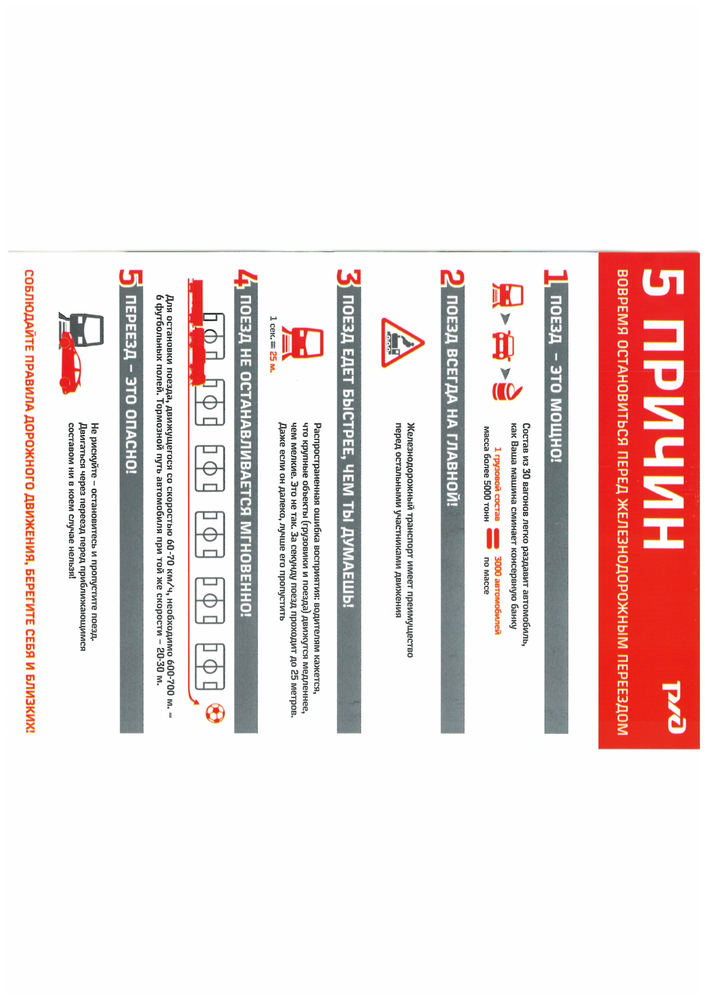 5 ПРИЧИН
РЖД
ВОВРЕМЯ ОСТАНОВИТЬСЯ ПЕРЕД ЖЕЛЕЗНОДОРОЖНЫМ ПЕРЕЕЗДОМ
1 ПОЕЗД – ЭТО МОЩНО!
Состав из 30 вагонов легко раздавит автомобиль,
как Ваша машина сминает консервную банку
1 грузовой состав = 3000 автомобилей
масса более 5000 тонн по массе
2 ПОЕЗД ВСЕГДА НА ГЛАВНОЙ!
Железнодорожный транспорт имеет преимущество
перед остальными участниками движения
3 ПОЕЗД ЕДЕТ БЫСТРЕЕ, ЧЕМ ТЫ ДУМАЕШЬ!
1 сек. = 25 м.
Распространенная ошибка восприятия: водителям кажется,
что крупные объекты (грузовики и поезда) движутся медленнее,
чем мелкие. Это не так. За секунду поезд проходит до 25 метров.
Даже если он далеко, лучше его пропустить
4 ПОЕЗД НЕ ОСТАНАВЛИВАЕТСЯ МГНОВЕННО!
Для остановки поезда, движущегося со скоростью 60-70 км/ч, необходимо 600-700 м. =
6 футбольных полей. Тормозной путь автомобиля при той же скорости – 20-30 м.
5 ПЕРЕЕЗД – ЭТО ОПАСНО!
Не рискуйте – остановитесь и пропустите поезд.
Двигаться через переезд перед приближающимся
составом ни в коем случае нельзя!
СОБЛЮДАЙТЕ ПРАВИЛА ДОРОЖНОГО ДВИЖЕНИЯ, БЕРЕГИТЕ СЕБЯ И БЛИЗКИХ!